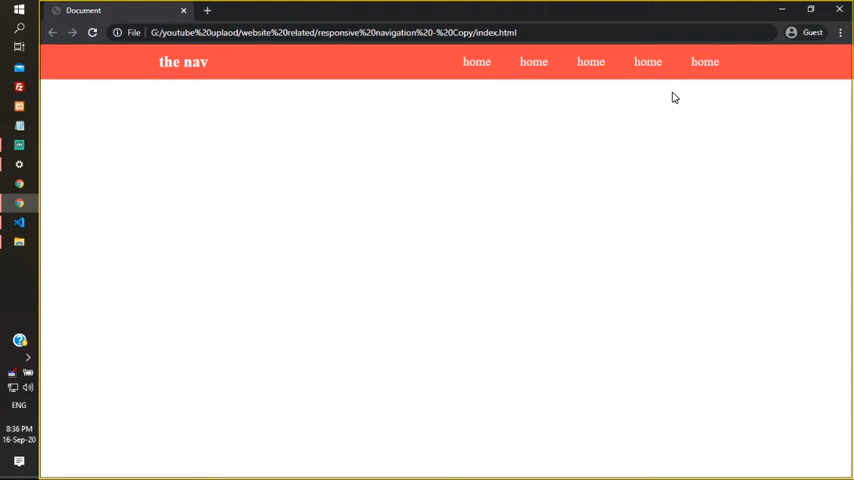 Document
File G:/youtube%20uplaod/website%20related/responsive%20navigation%20-%20Copy/index.html
Guest
the nav home home home home home
ENG
8:36 PM
16-Sep-20